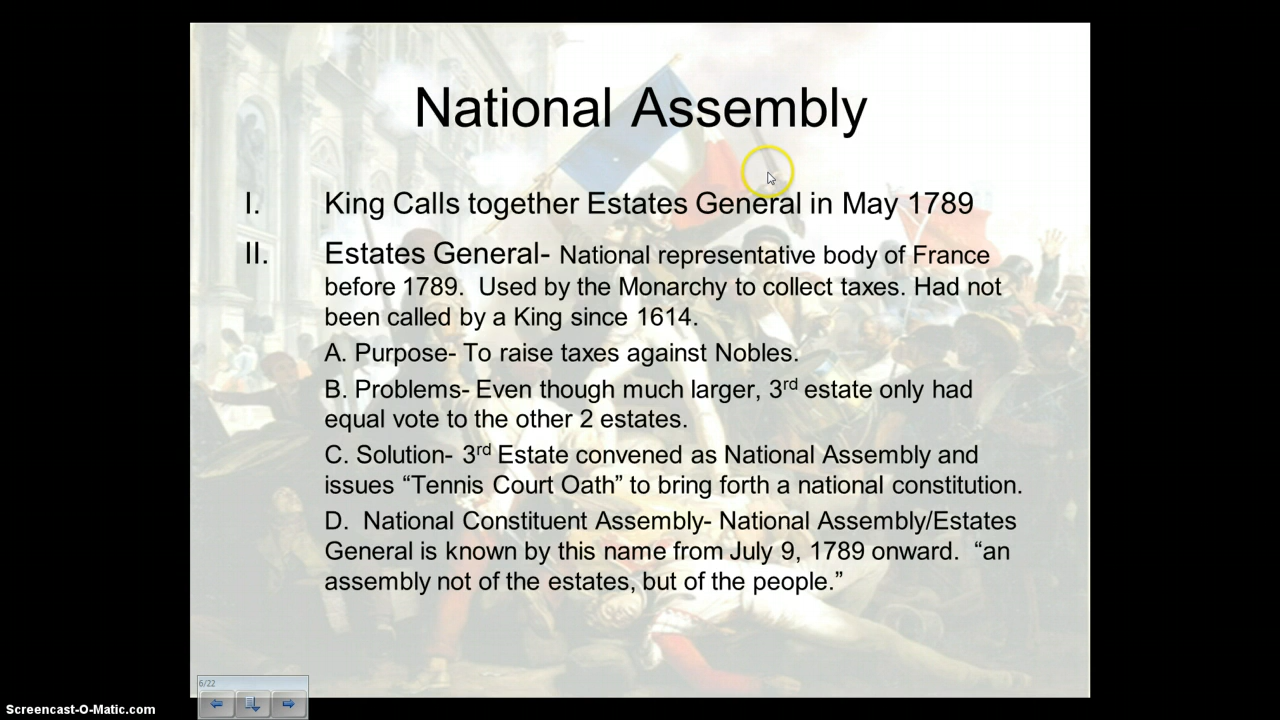 National Assembly
I. King Calls together Estates General in May 1789
II. Estates General- National representative body of France
before 1789. Used by the Monarchy to collect taxes. Had not
been called by a King since 1614.
A. Purpose- To raise taxes against Nobles.
B. Problems- Even though much larger, 3rd estate only had
equal vote to the other 2 estates.
C. Solution- 3rd Estate convened as National Assembly and
issues “Tennis Court Oath” to bring forth a national constitution.
D. National Constituent Assembly- National Assembly/Estates
General is known by this name from July 9, 1789 onward. “an
assembly not of the estates, but of the people.”
6/22
Screencast-O-Matic.com